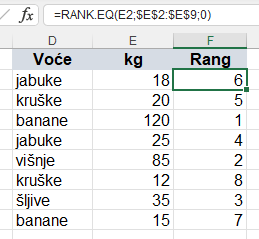 fx =RANK.EQ(E2;$E$2:$E$9;0)
D E F
Voće kg Rang
jabuke 18 6
kruške 20 5
banane 120 1
jabuke 25 4
višnje 85 2
kruške 12 8
šljive 35 3
banane 15 7